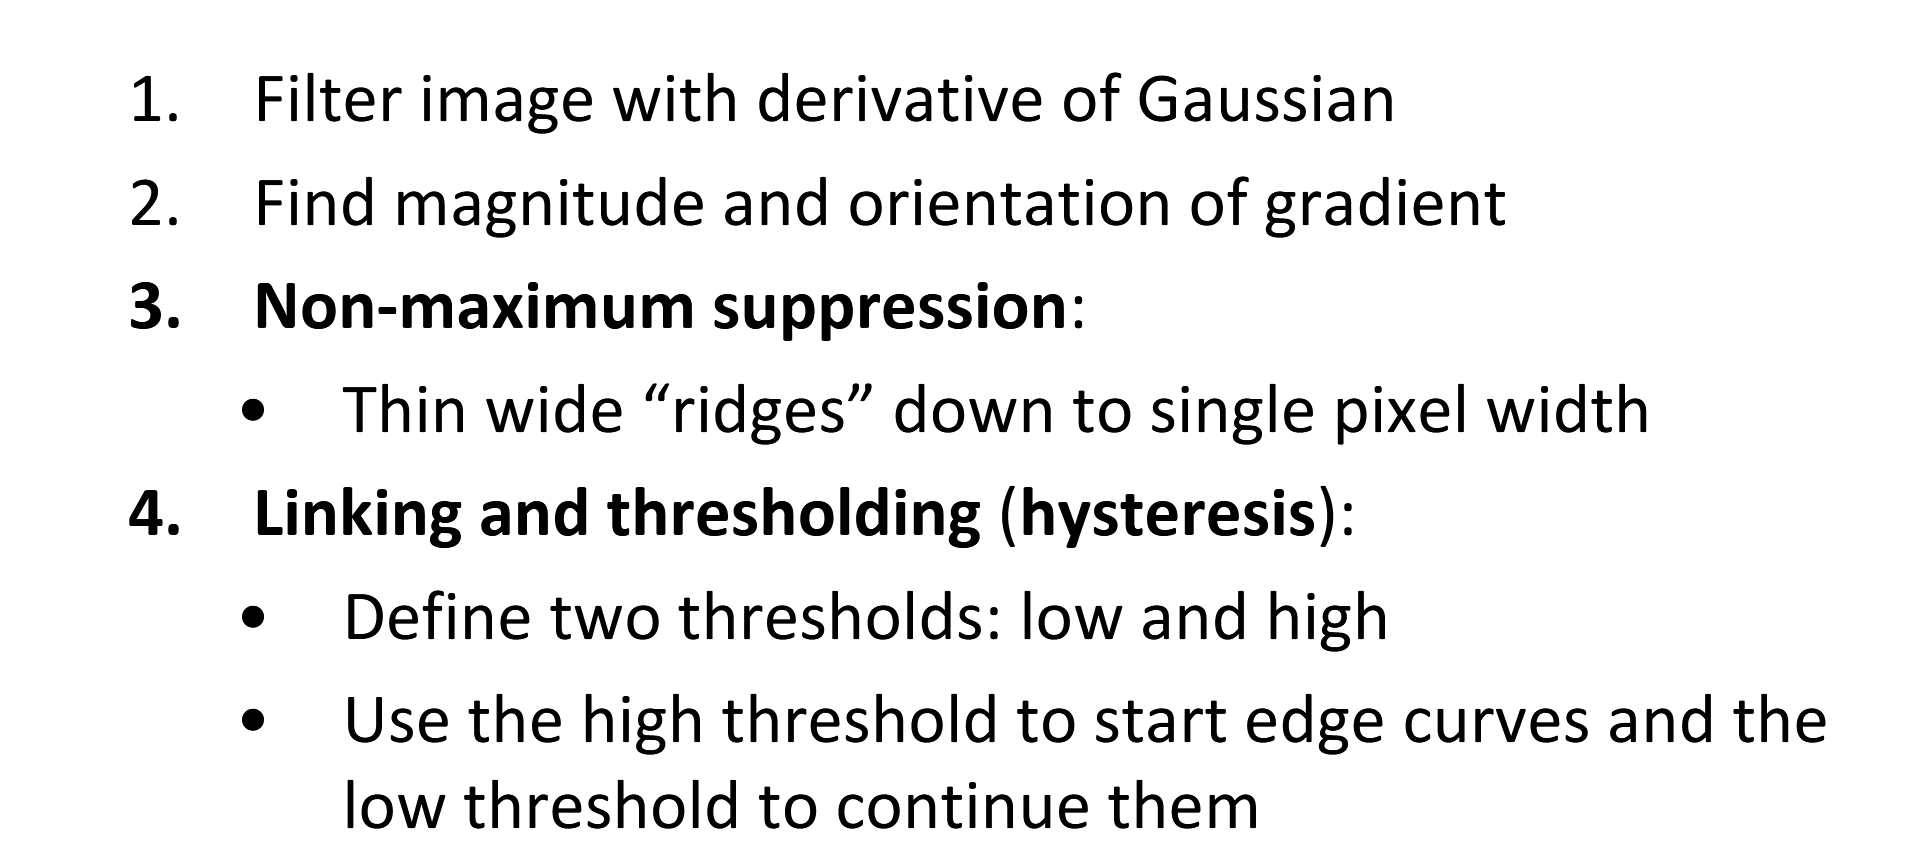 1. Filter image with derivative of Gaussian
2. Find magnitude and orientation of gradient
3. Non-maximum suppression:
• Thin wide “ridges” down to single pixel width
4. Linking and thresholding (hysteresis):
• Define two thresholds: low and high
• Use the high threshold to start edge curves and the
low threshold to continue them